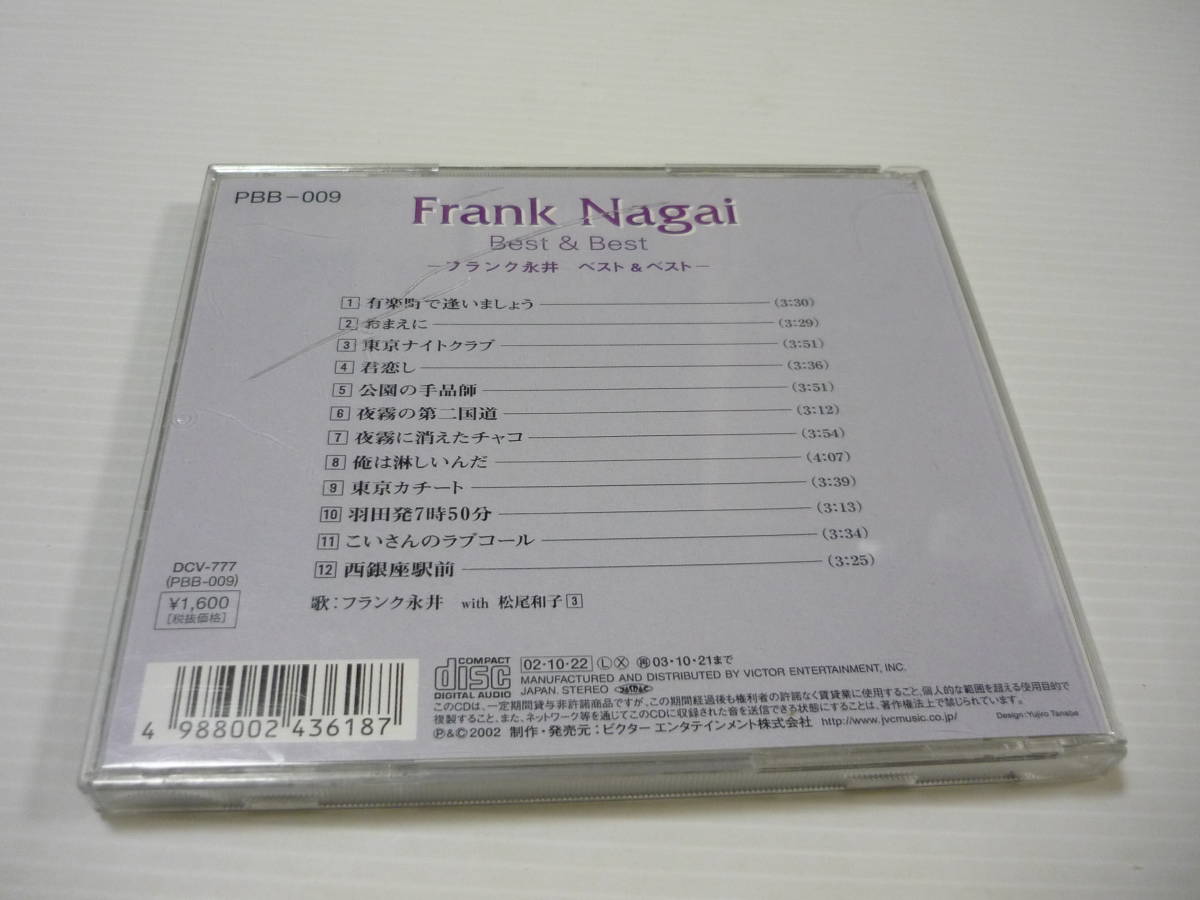 PBB-009
Frank Nagai
Best & Best
－フランク永井 ベスト&ベスト－
1 有楽町で逢いましょう (3:30)
2 おまえに (3:29)
3 東京ナイトクラブ (3:51)
4 君恋し (3:36)
5 公園の手品師 (3:51)
6 夜霧の第二国道 (3:12)
7 夜霧に消えたチャコ (3:54)
8 俺は淋しいんだ (4:07)
9 東京カチート (3:39)
10 羽田発7時50分 (3:13)
11 こいさんのラブコール (3:34)
12 西銀座駅前 (3:25)
歌：フランク永井 with 松尾和子 3
DCV-777
(PBB-009)
¥1,600
[税抜価格]
4 988002 436187
COMPACT
disc
DIGITAL AUDIO
02・10・22 Ⓛ Ⓧ ㊞03・10・21まで
MANUFACTURED AND DISTRIBUTED BY VICTOR ENTERTAINMENT, INC.
JAPAN. STEREO
このCDは、一定期間貸与非許諾商品ですが、この期間経過後も権利者の許諾なく賃貸業に使用すること、個人的な範囲を超える使用目的で
複製すること、また、ネットワーク等を通じてこのCDに収録された音を送信できる状態にすることは、著作権法上で禁じられています。
Ⓟ&©2002 制作・発売元：ビクター エンタテインメント株式会社 http://www.jvcmusic.co.jp/ Design:Yujiro Tanabe